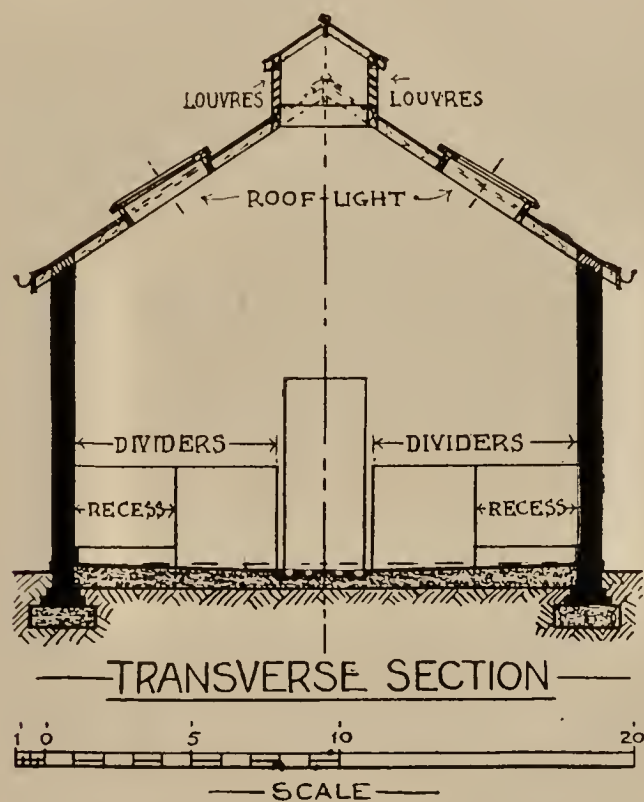 LOUVRES LOUVRES
ROOF-LIGHT
DIVIDERS DIVIDERS
RECESS RECESS
TRANSVERSE SECTION
1 0 5 10 20
SCALE